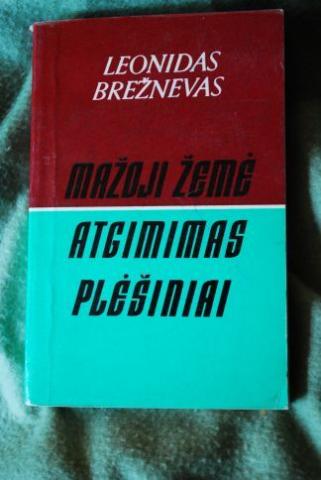 LEONIDAS
BREŽNEVAS
MAŽOJI ŽEMĖ
ATGIMIMAS
PLĖŠINIAI